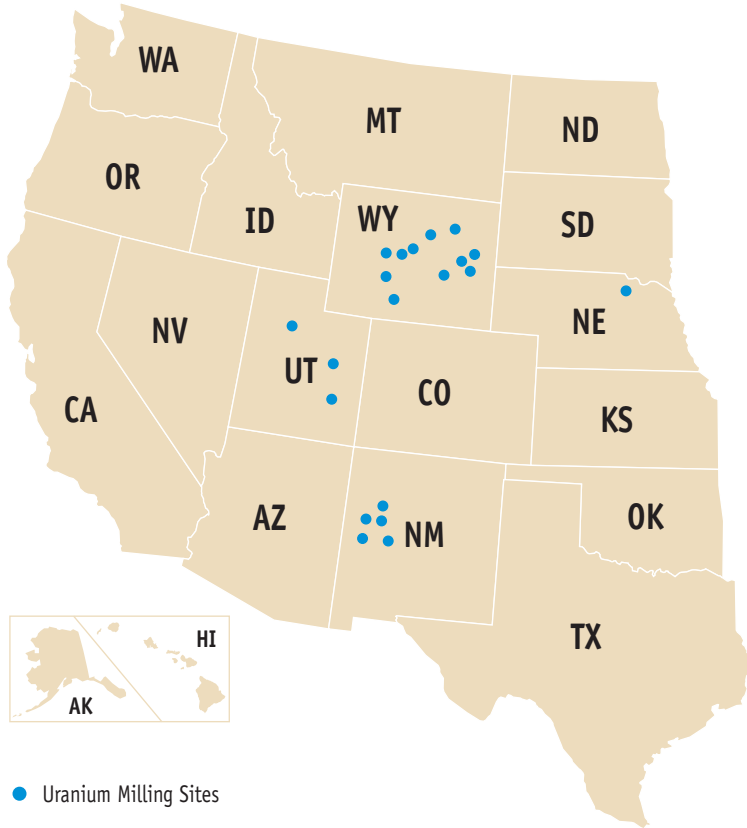 WA
MT
ND
OR
ID
WY
SD
NV
NE
UT
CO
CA
KS
AZ
NM
OK
TX
HI
AK
Uranium Milling Sites